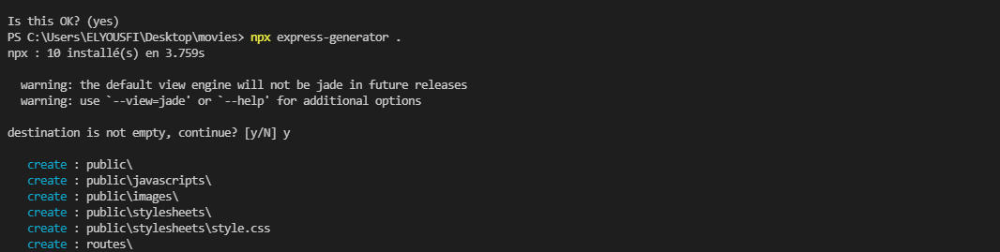 Is this OK? (yes)
PS C:\Users\ELYOUSFI\Desktop\movies> npx express-generator .
npx : 10 installé(s) en 3.759s
warning: the default view engine will not be jade in future releases
warning: use `--view=jade' or `--help' for additional options
destination is not empty, continue? [y/N] y
create : public\
create : public\javascripts\
create : public\images\
create : public\stylesheets\
create : public\stylesheets\style.css
create : routes\